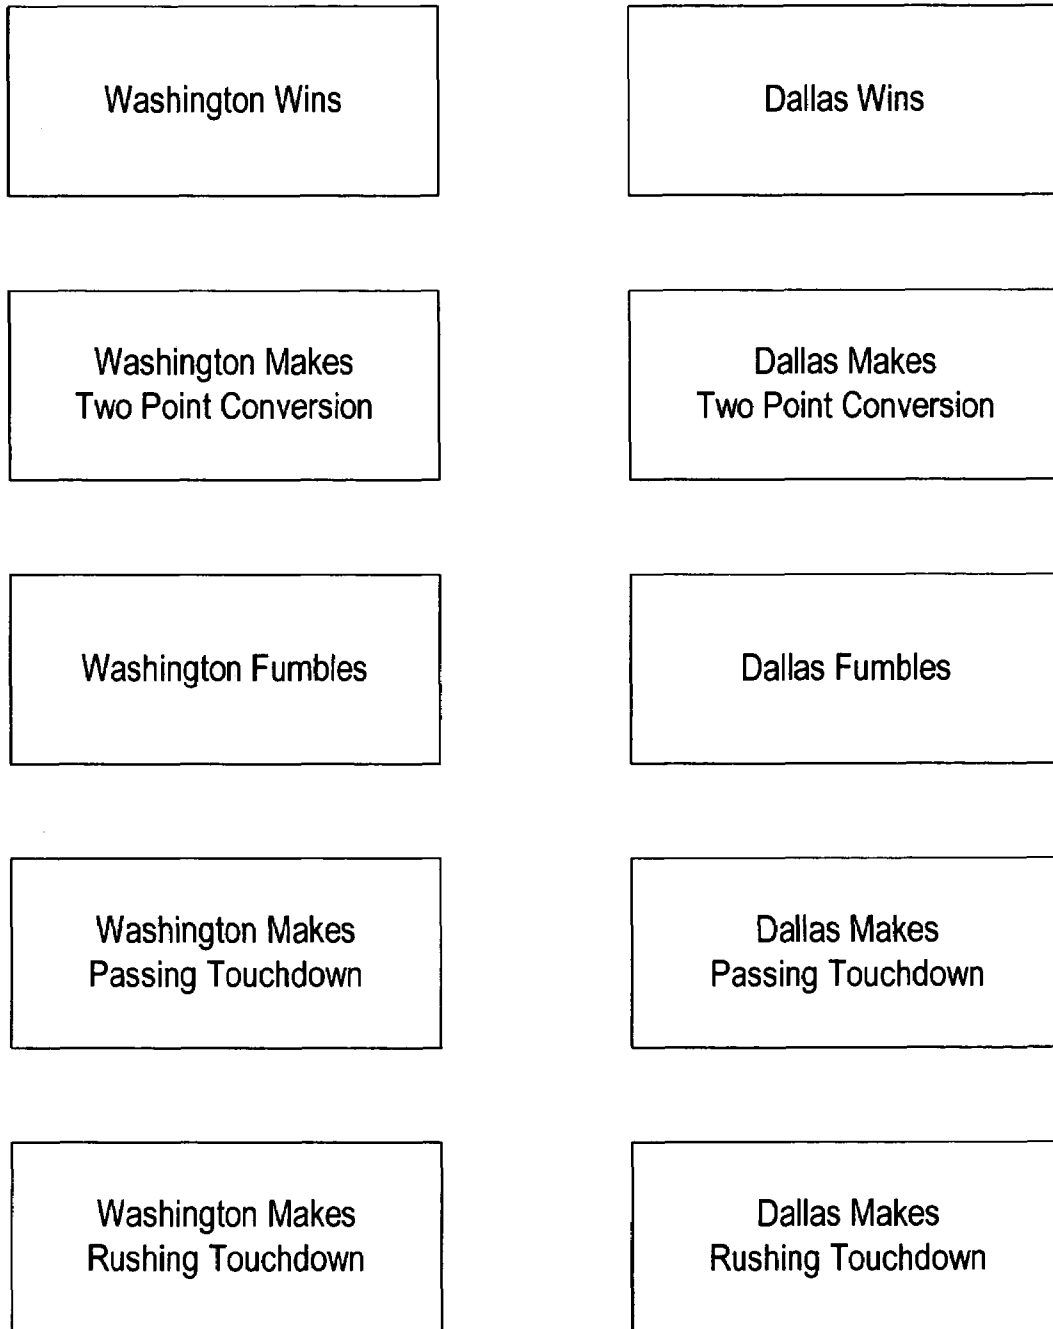 Washington Wins
Dallas Wins
Washington Makes
Two Point Conversion
Dallas Makes
Two Point Conversion
Washington Fumbles
Dallas Fumbles
Washington Makes
Passing Touchdown
Dallas Makes
Passing Touchdown
Washington Makes
Rushing Touchdown
Dallas Makes
Rushing Touchdown